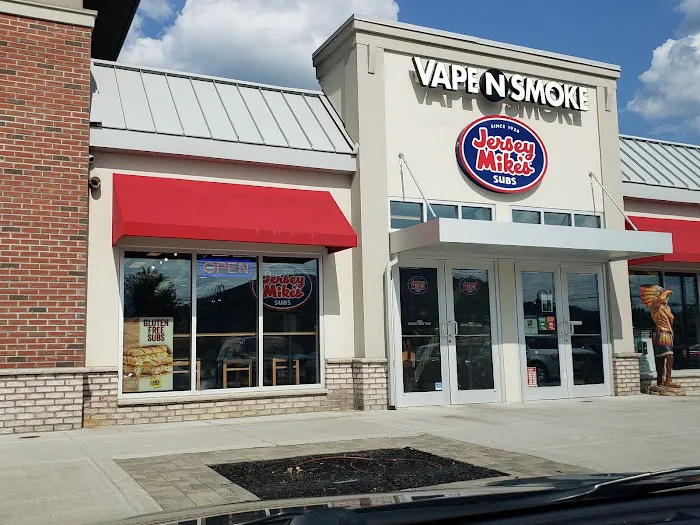 VAPE N SMOKE
SINCE 1956
Jersey
Mike's
SUBS
OPEN
Jersey
Mike's
SUBS
GLUTEN
FREE
SUBS